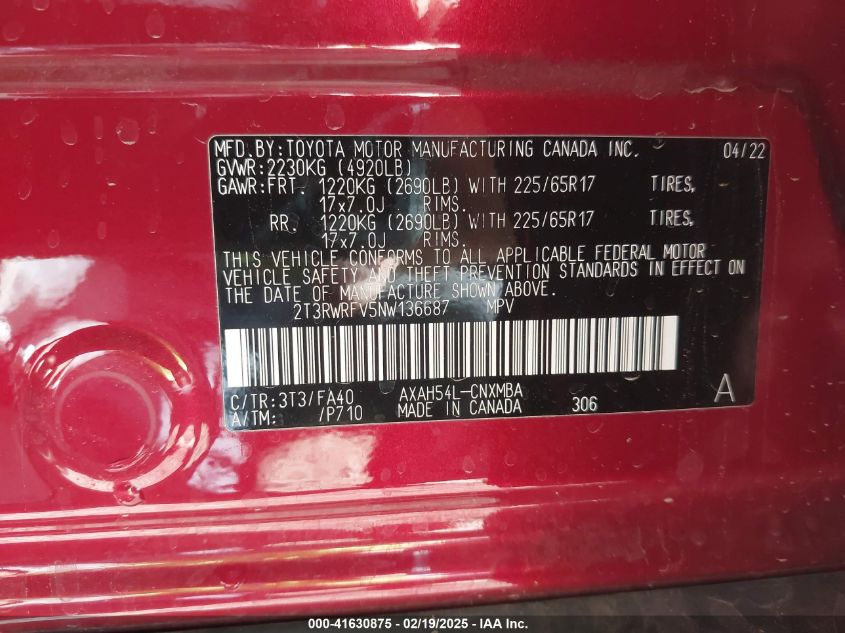 MFD.BY:TOYOTA MOTOR MANUFACTURING CANADA INC. 04/22
GVWR:2230KG (4920LB)
GAWR:FRT. 1220KG (2690LB) WITH 225/65R17 TIRES,
17x7.0J RIMS.
RR. 1220KG (2690LB) WITH 225/65R17 TIRES,
17x7.0J RIMS.
THIS VEHICLE CONFORMS TO ALL APPLICABLE FEDERAL MOTOR
VEHICLE SAFETY AND THEFT PREVENTION STANDARDS IN EFFECT ON
THE DATE OF MANUFACTURE SHOWN ABOVE.
2T3RWRFV5NW136687 MPV
C/TR:3T3/FA40 AXAH54L-CNXMBA A
A/TM: /P710 MADE IN CANADA 306
000-41630875 - 02/19/2025 - IAA Inc.